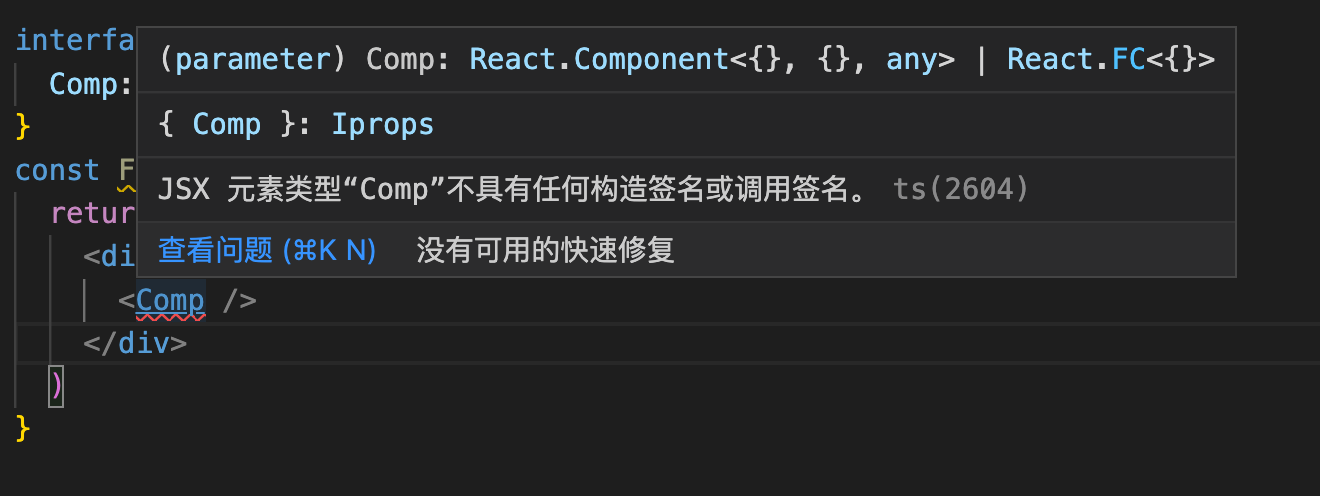 interfa
(parameter) Comp: React.Component<{}, {}, any> | React.FC<{}>
Comp:
{ Comp }: Iprops
}
const F
JSX 元素类型“Comp”不具有任何构造签名或调用签名。 ts(2604)
retur
<di
查看问题 (⌘K N) 没有可用的快速修复
<Comp />
</div>
)
}